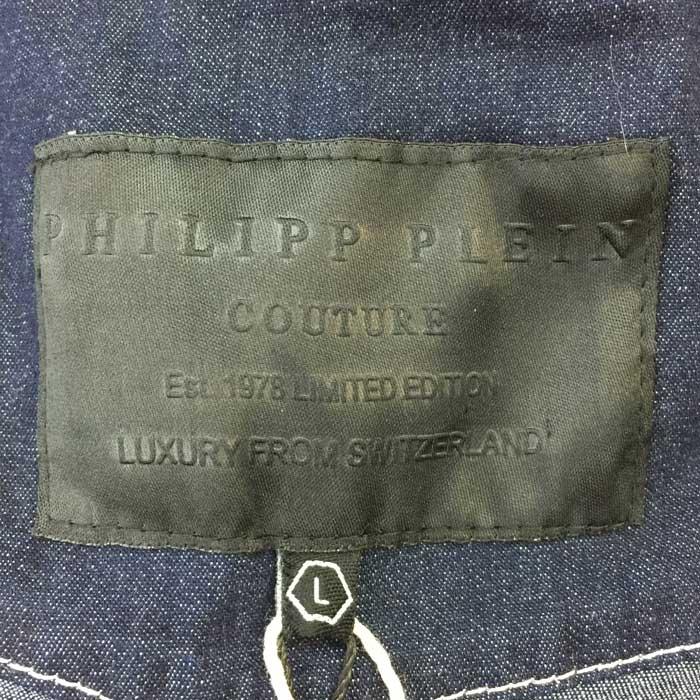 PHILIPP PLEIN
COUTURE
Est. 1978 LIMITED EDITION
LUXURY FROM SWITZERLAND
L